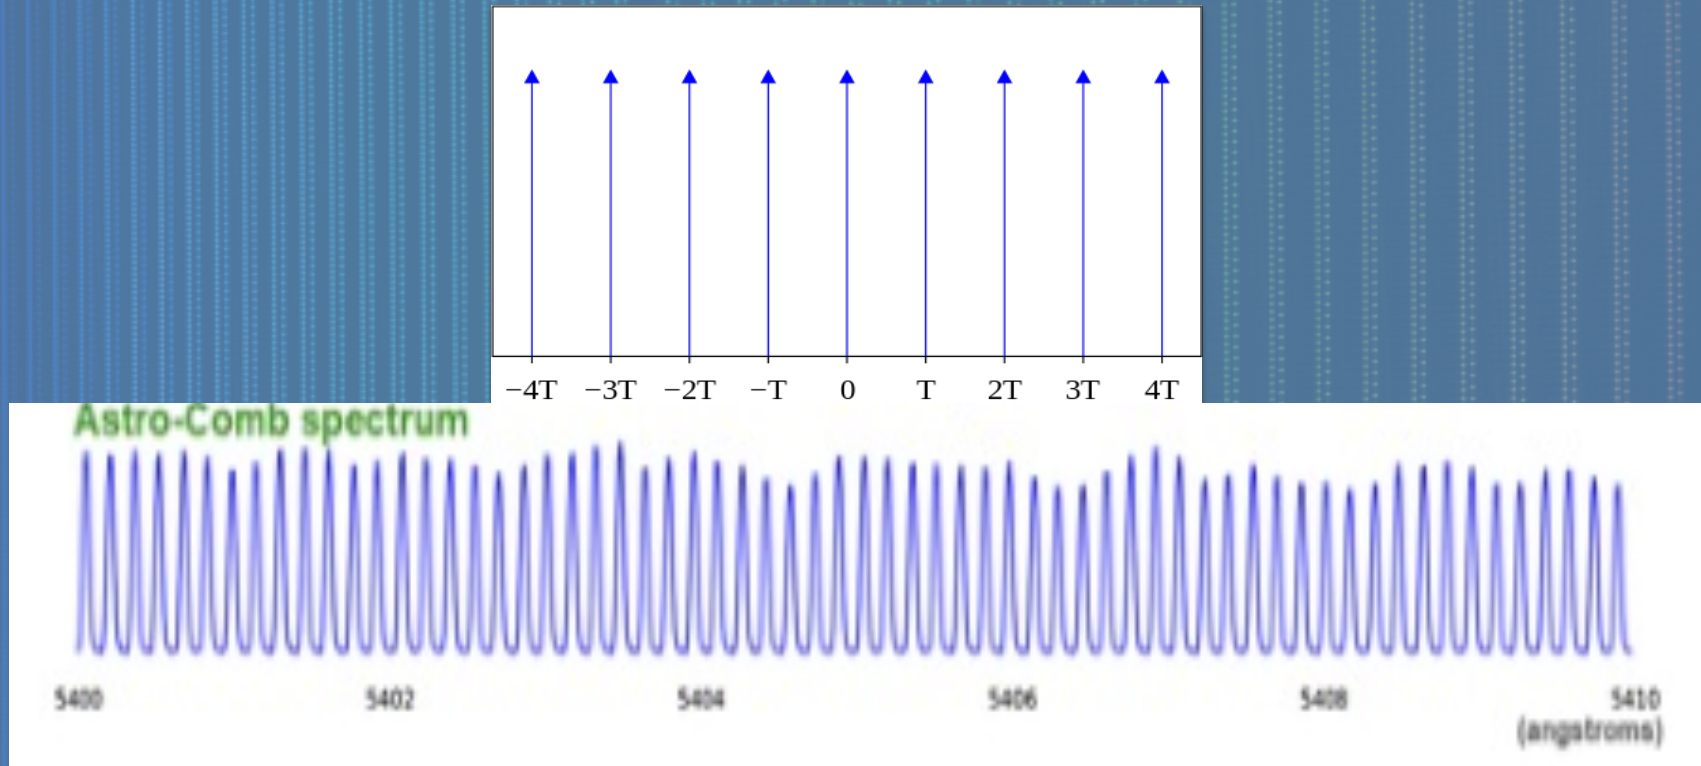 −4T −3T −2T −T 0 T 2T 3T 4T
Astro-Comb spectrum
5400 5402 5404 5406 5408 5410
(angstroms)